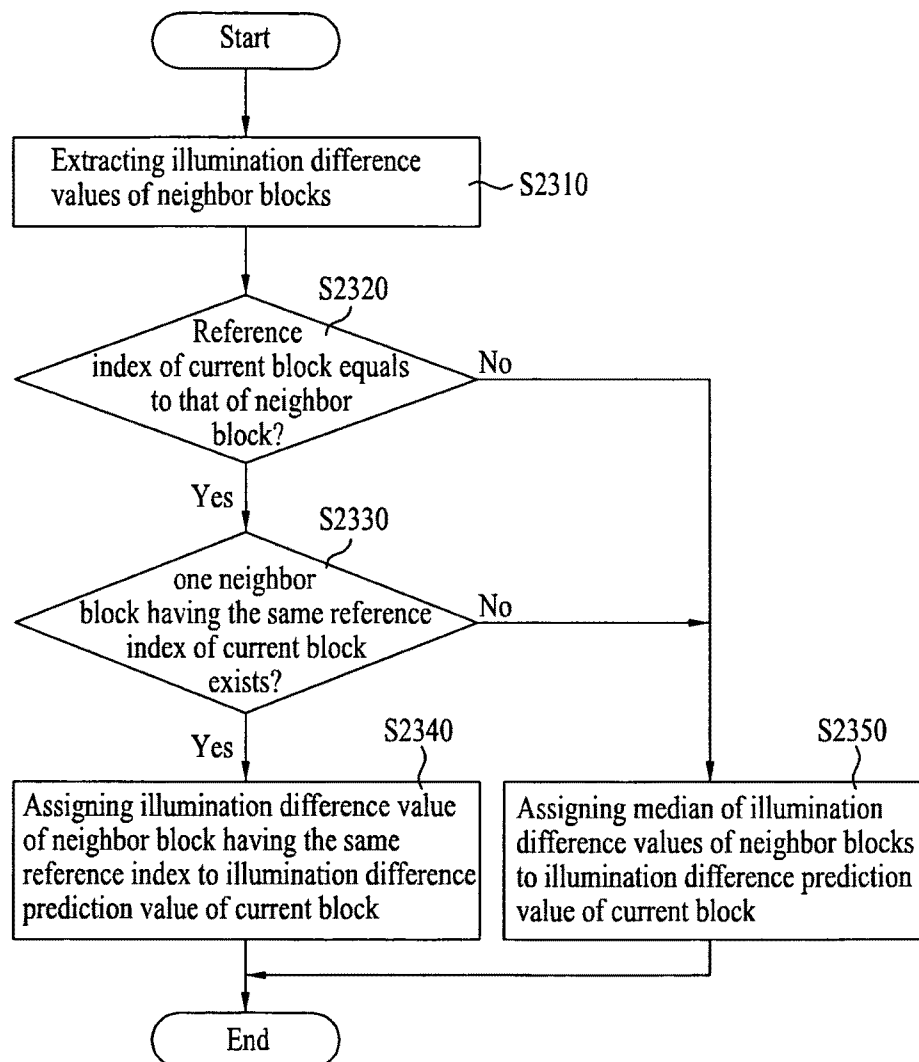 Start
Extracting illumination difference
values of neighbor blocks
S2310
S2320
Reference
index of current block equals
to that of neighbor
block?
No
Yes
S2330
one neighbor
block having the same reference
index of current block
exists?
No
Yes
S2340
Assigning illumination difference value
of neighbor block having the same
reference index to illumination difference
prediction value of current block
S2350
Assigning median of illumination
difference values of neighbor blocks
to illumination difference prediction
value of current block
End